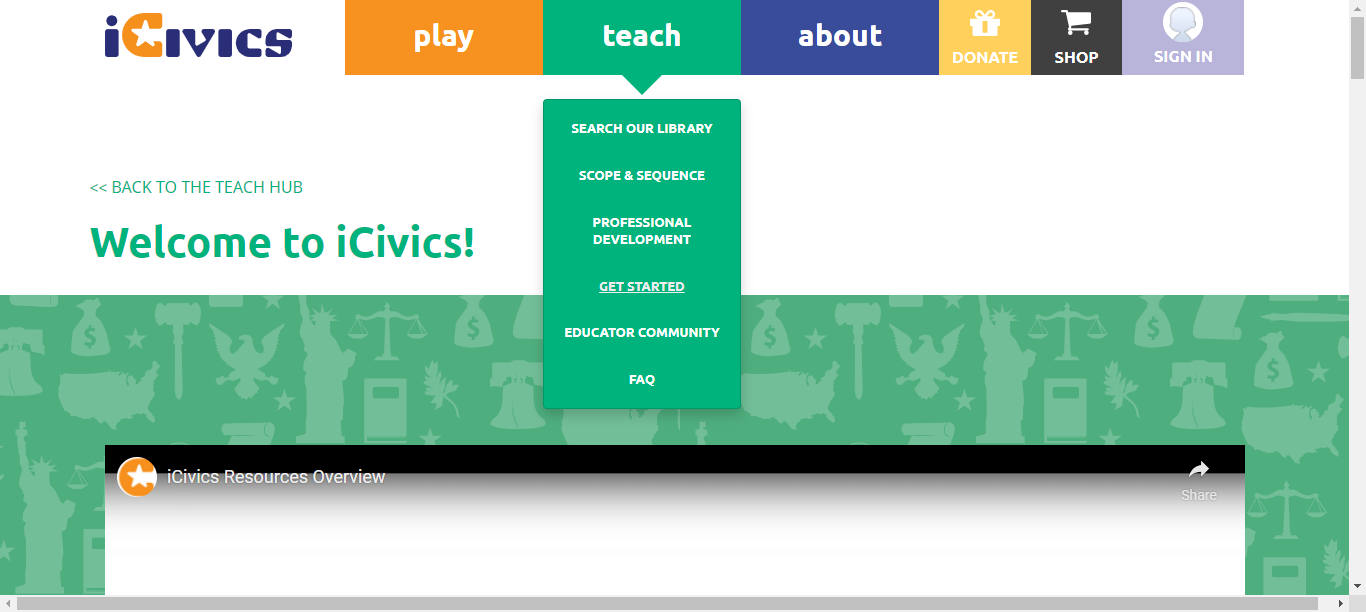 iCivics
play
teach
about
DONATE
SHOP
SIGN IN
SEARCH OUR LIBRARY
SCOPE & SEQUENCE
PROFESSIONAL
DEVELOPMENT
GET STARTED
EDUCATOR COMMUNITY
FAQ
<< BACK TO THE TEACH HUB
Welcome to iCivics!
iCivics Resources Overview
Share